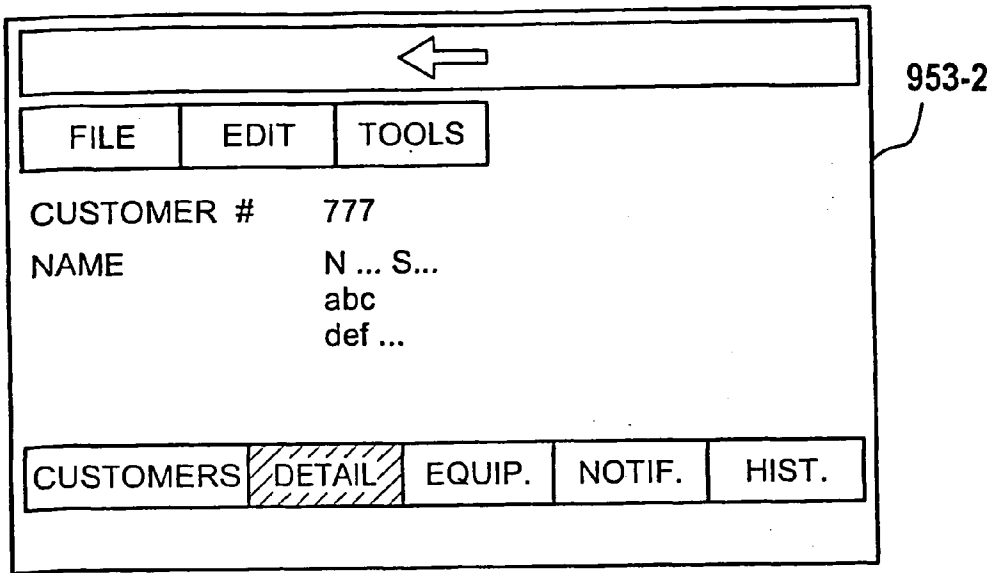 953-2
FILE EDIT TOOLS
CUSTOMER # 777
NAME N ... S...
abc
def ...
CUSTOMERS DETAIL EQUIP. NOTIF. HIST.